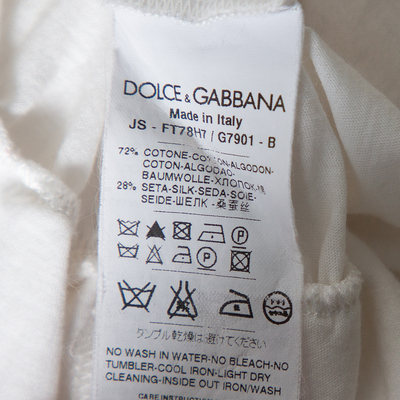 DOLCE & GABBANA
Made in Italy
JS - FT78H7 / G7901 - B
72% COTONE-COTTON-ALGODON-
COTON-ALGODAO-
BAUMWOLLE-ХЛОПОК-棉
28% SETA-SILK-SEDA-SOIE-
SEIDE-ШЕЛК - 桑蚕丝
P
P
タンブル乾燥は避けてください
NO WASH IN WATER-NO BLEACH-NO
TUMBLER-COOL IRON-LIGHT DRY
CLEANING-INSIDE OUT IRON/WASH